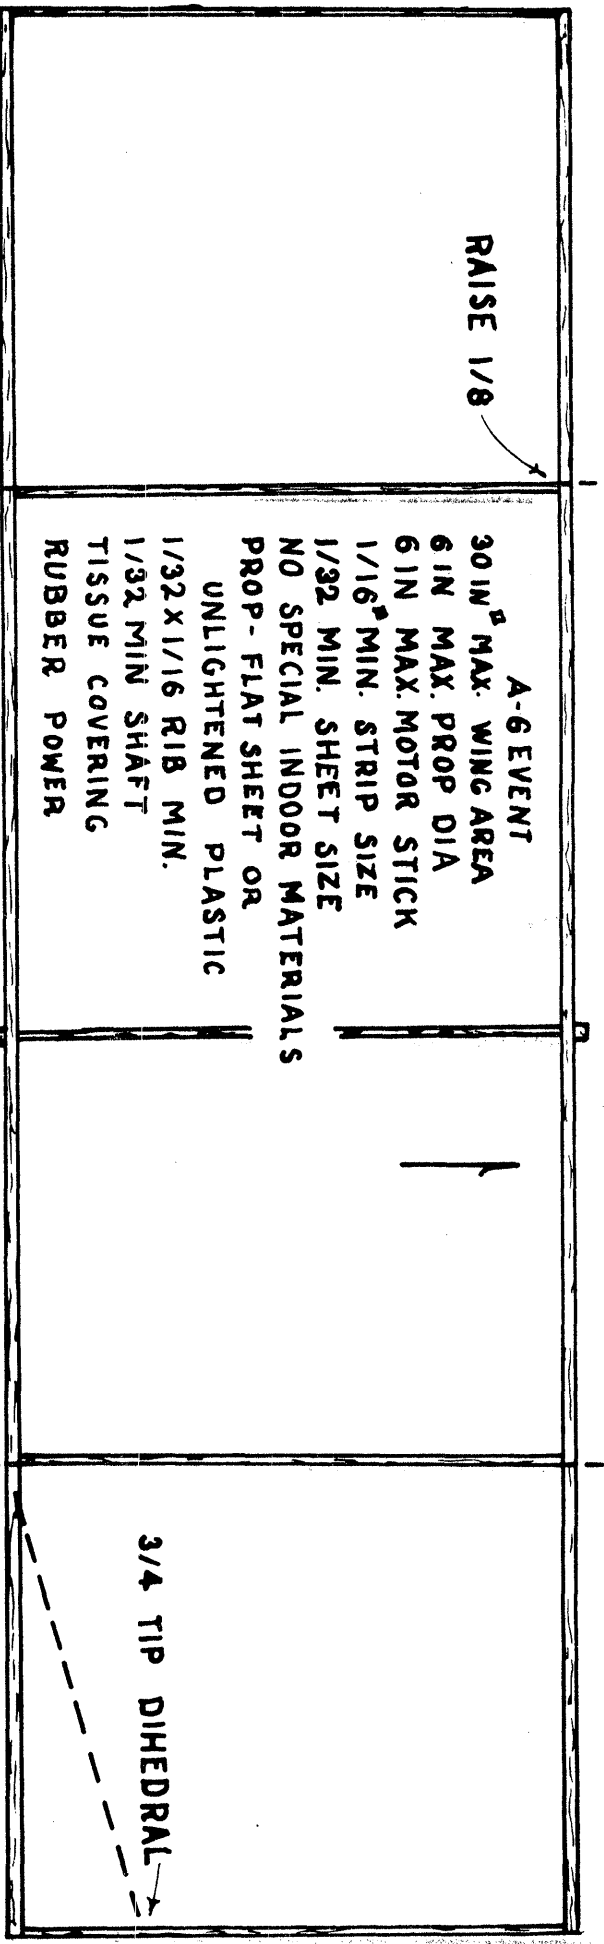 RAISE 1/8
A-6 EVENT
30 IN□ MAX. WING AREA
6 IN MAX. PROP DIA
6 IN MAX. MOTOR STICK
1/16□ MIN. STRIP SIZE
1/32 MIN. SHEET SIZE
NO SPECIAL INDOOR MATERIALS
PROP- FLAT SHEET OR
UNLIGHTENED PLASTIC
1/32 X 1/16 RIB MIN.
1/32 MIN SHAFT
TISSUE COVERING
RUBBER POWER
3/4 TIP DIHEDRAL